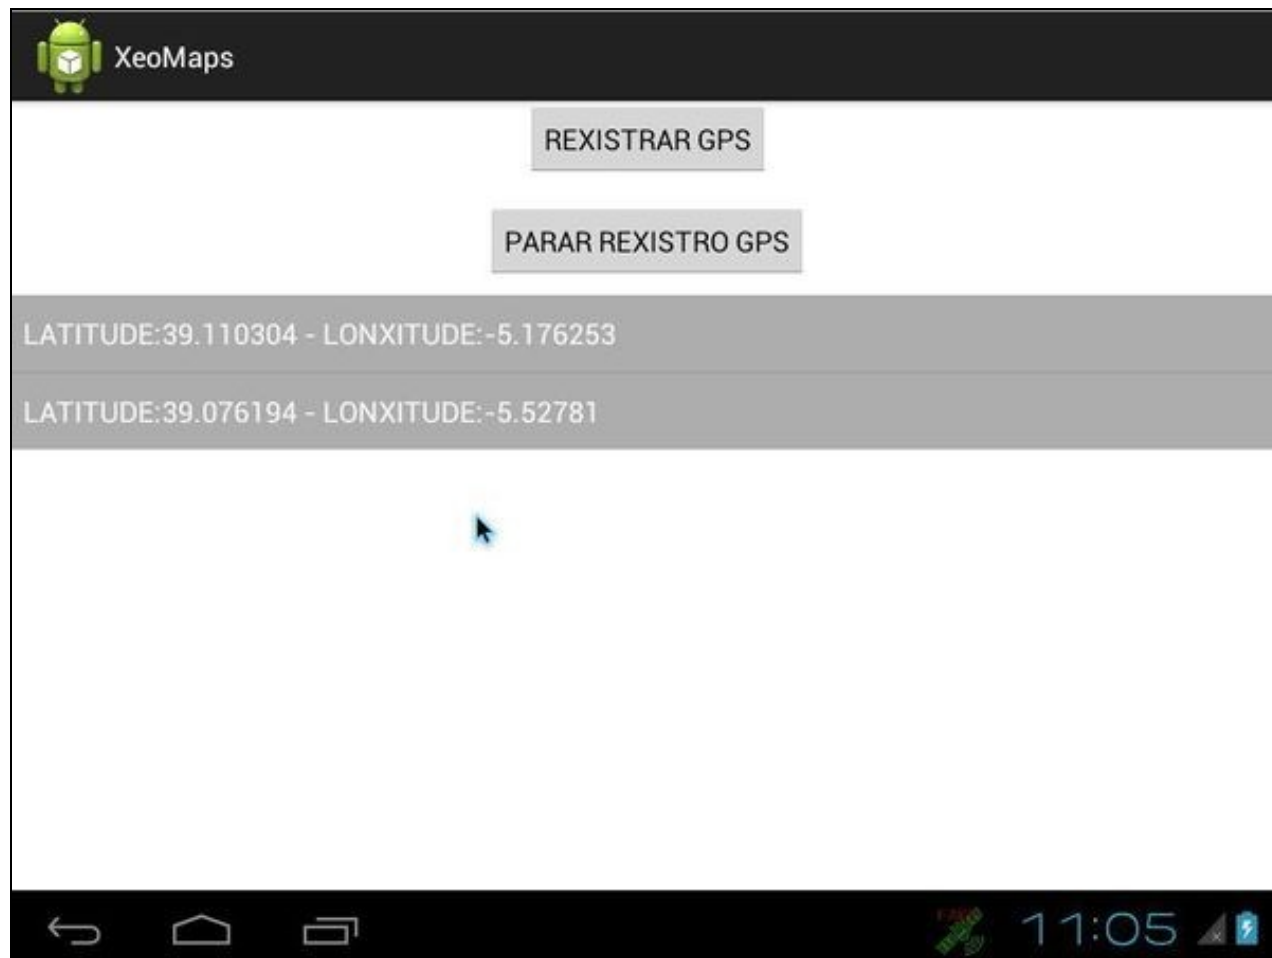 XeoMaps
REXISTRAR GPS
PARAR REXISTRO GPS
LATITUDE:39.110304 - LONXITUDE:-5.176253
LATITUDE:39.076194 - LONXITUDE:-5.52781
11:05